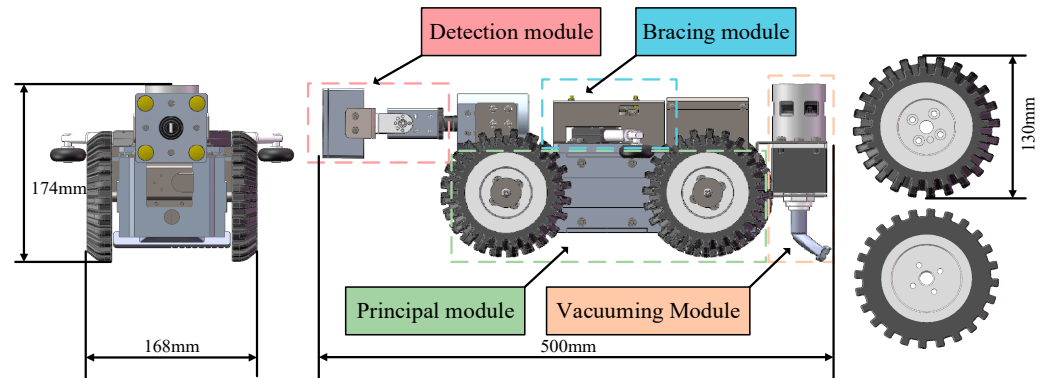 Detection module
Bracing module
174mm
130mm
Principal module
Vacuuming Module
168mm
500mm